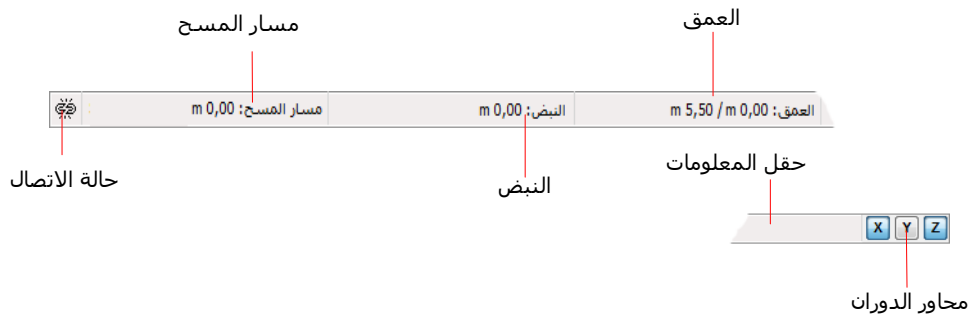 العمق
مسار المسح
العمق: 0,00 m / 5,50 m
النبض: 0,00 m
مسار المسح: 0,00 m
حقل المعلومات
حالة الاتصال
النبض
X Y Z
محاور الدوران